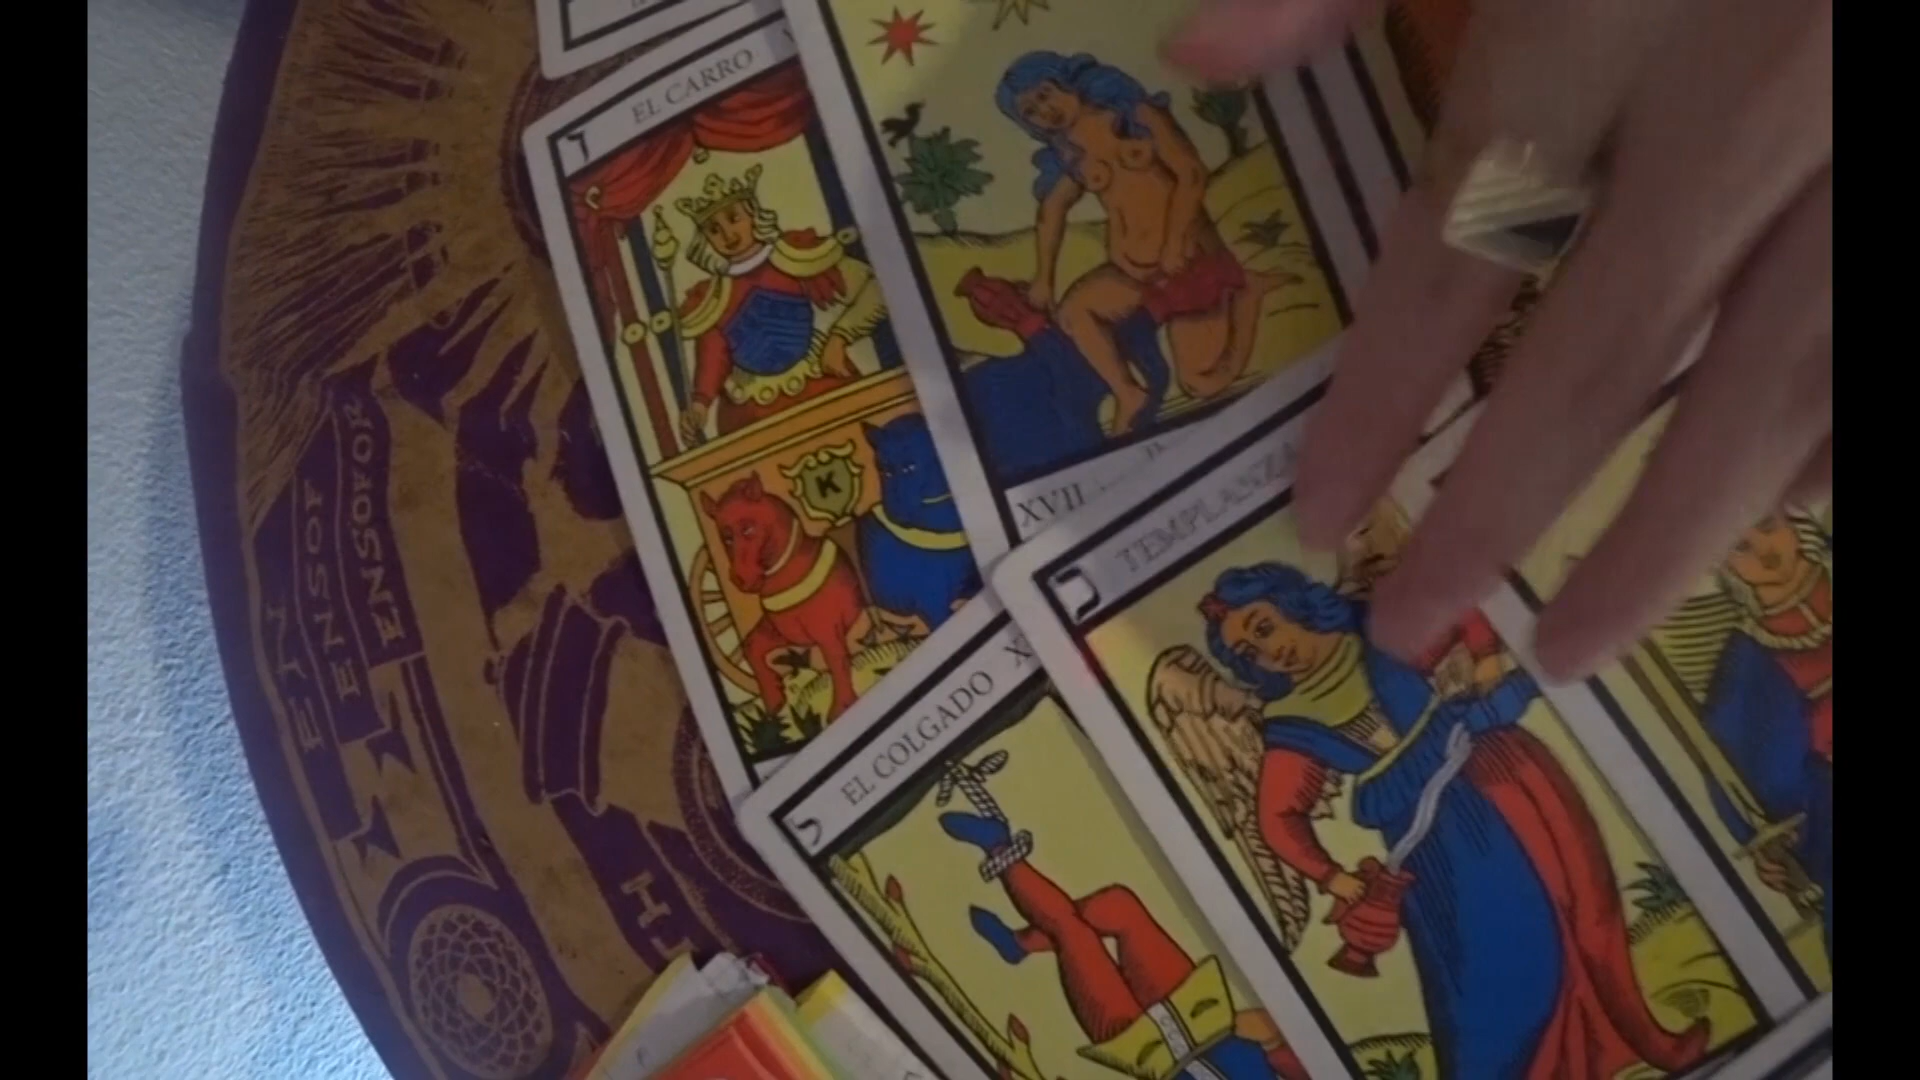 EL CARRO
ו
K
XVII
TEMPLANZA
כ
EL COLGADO
X
ל
EN
ENSOF
ENSOFOR
H